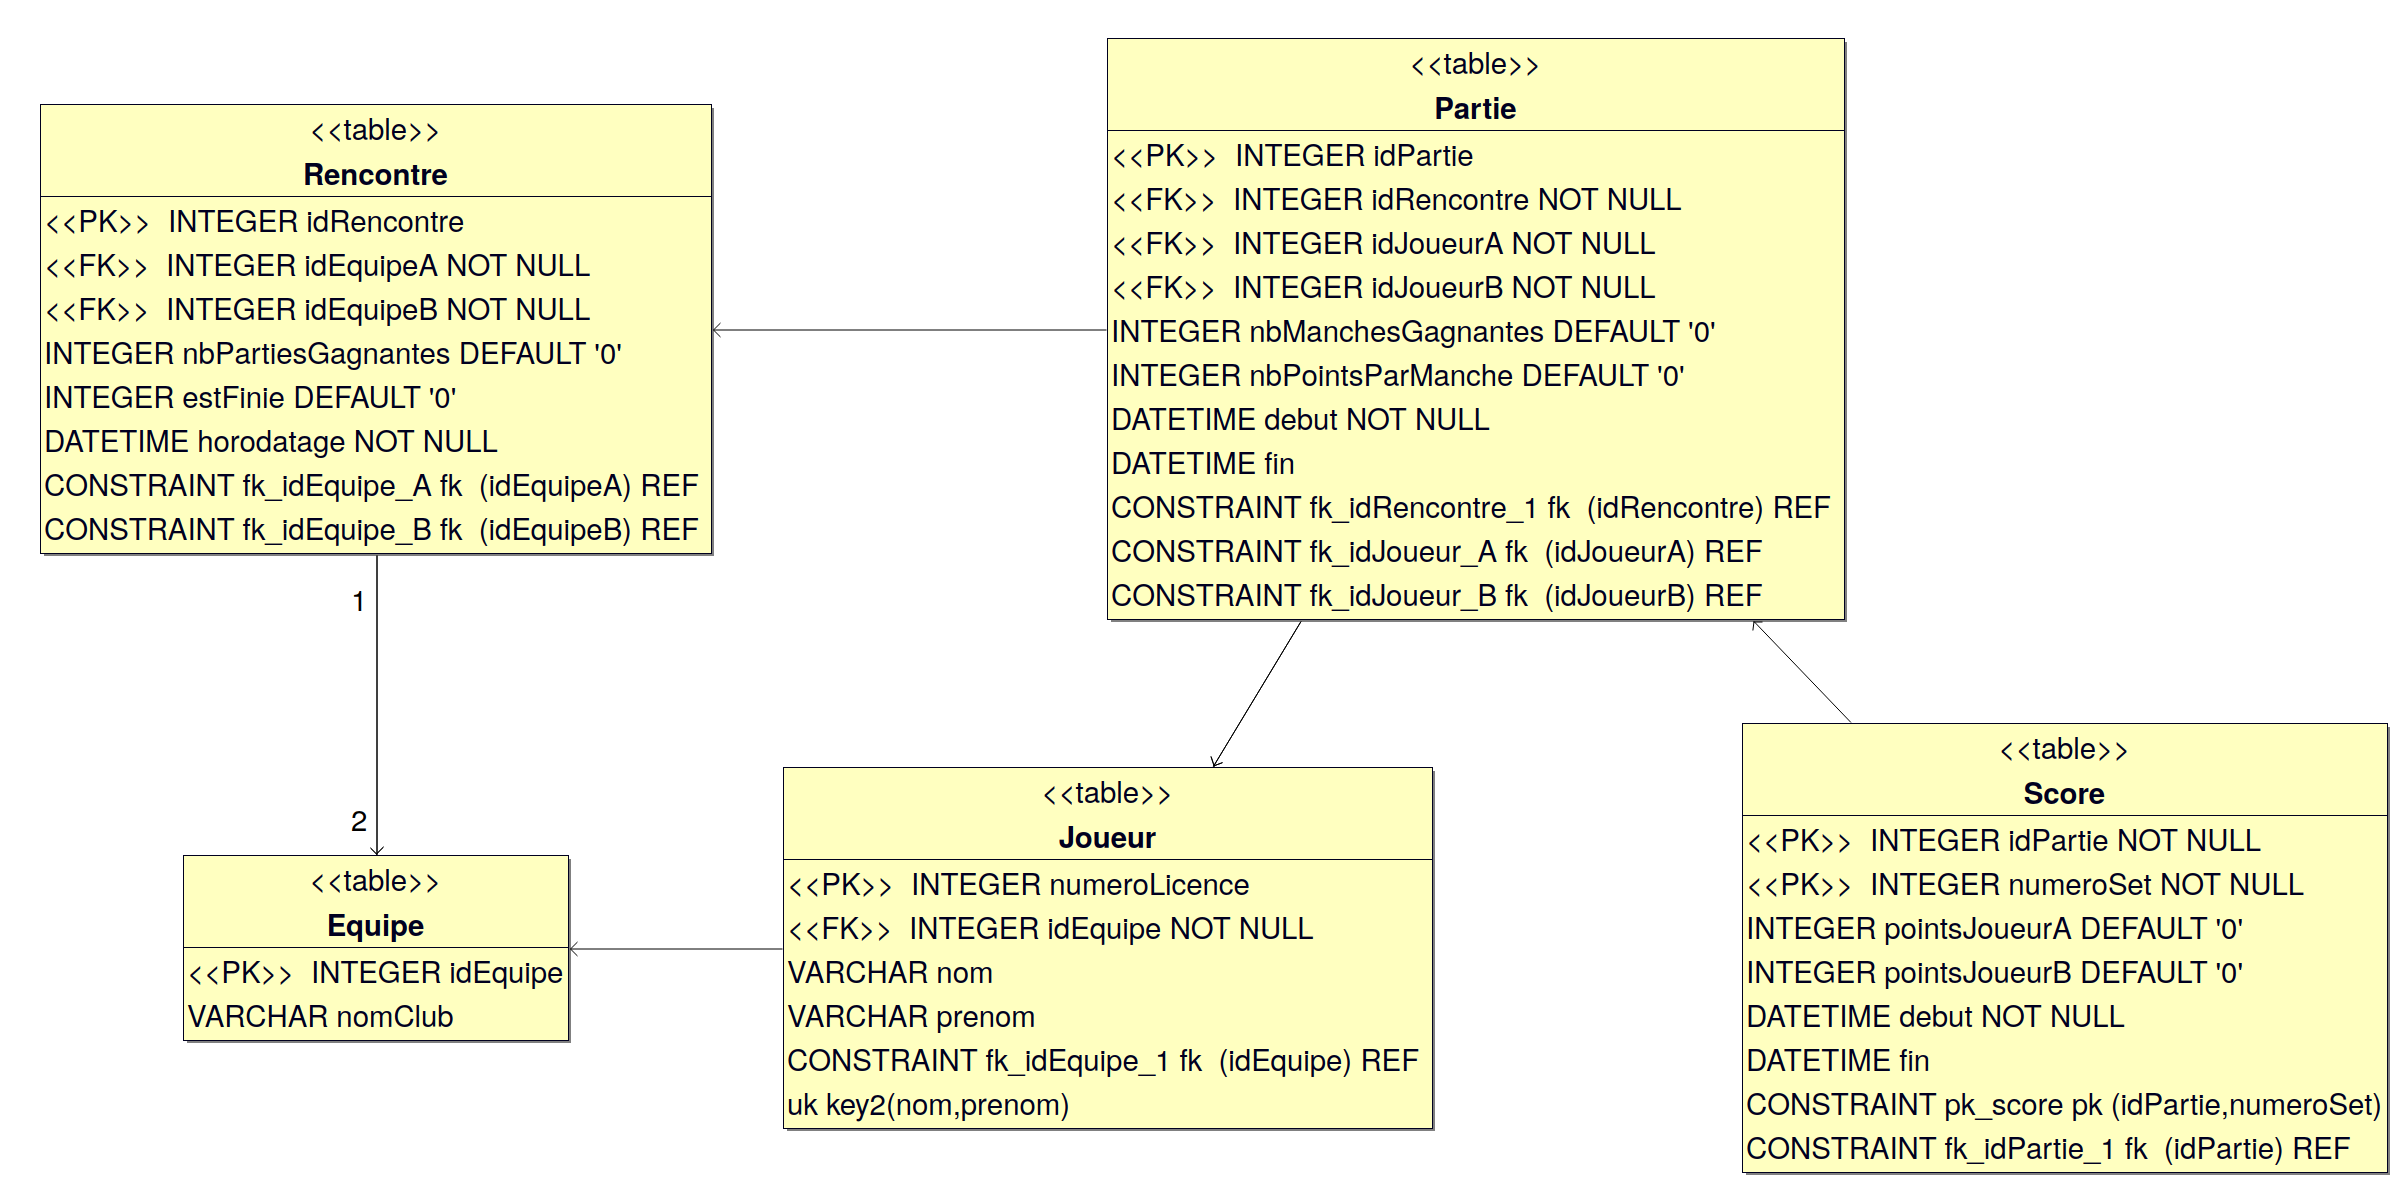 <<table>>
Rencontre
<<PK>> INTEGER idRencontre
<<FK>> INTEGER idEquipeA NOT NULL
<<FK>> INTEGER idEquipeB NOT NULL
INTEGER nbPartiesGagnantes DEFAULT '0'
INTEGER estFinie DEFAULT '0'
DATETIME horodatage NOT NULL
CONSTRAINT fk_idEquipe_A fk (idEquipeA) REF
CONSTRAINT fk_idEquipe_B fk (idEquipeB) REF
<<table>>
Partie
<<PK>> INTEGER idPartie
<<FK>> INTEGER idRencontre NOT NULL
<<FK>> INTEGER idJoueurA NOT NULL
<<FK>> INTEGER idJoueurB NOT NULL
INTEGER nbManchesGagnantes DEFAULT '0'
INTEGER nbPointsParManche DEFAULT '0'
DATETIME debut NOT NULL
DATETIME fin
CONSTRAINT fk_idRencontre_1 fk (idRencontre) REF
CONSTRAINT fk_idJoueur_A fk (idJoueurA) REF
CONSTRAINT fk_idJoueur_B fk (idJoueurB) REF
1
2
<<table>>
Equipe
<<PK>> INTEGER idEquipe
VARCHAR nomClub
<<table>>
Joueur
<<PK>> INTEGER numeroLicence
<<FK>> INTEGER idEquipe NOT NULL
VARCHAR nom
VARCHAR prenom
CONSTRAINT fk_idEquipe_1 fk (idEquipe) REF
uk key2(nom,prenom)
<<table>>
Score
<<PK>> INTEGER idPartie NOT NULL
<<PK>> INTEGER numeroSet NOT NULL
INTEGER pointsJoueurA DEFAULT '0'
INTEGER pointsJoueurB DEFAULT '0'
DATETIME debut NOT NULL
DATETIME fin
CONSTRAINT pk_score pk (idPartie,numeroSet)
CONSTRAINT fk_idPartie_1 fk (idPartie) REF